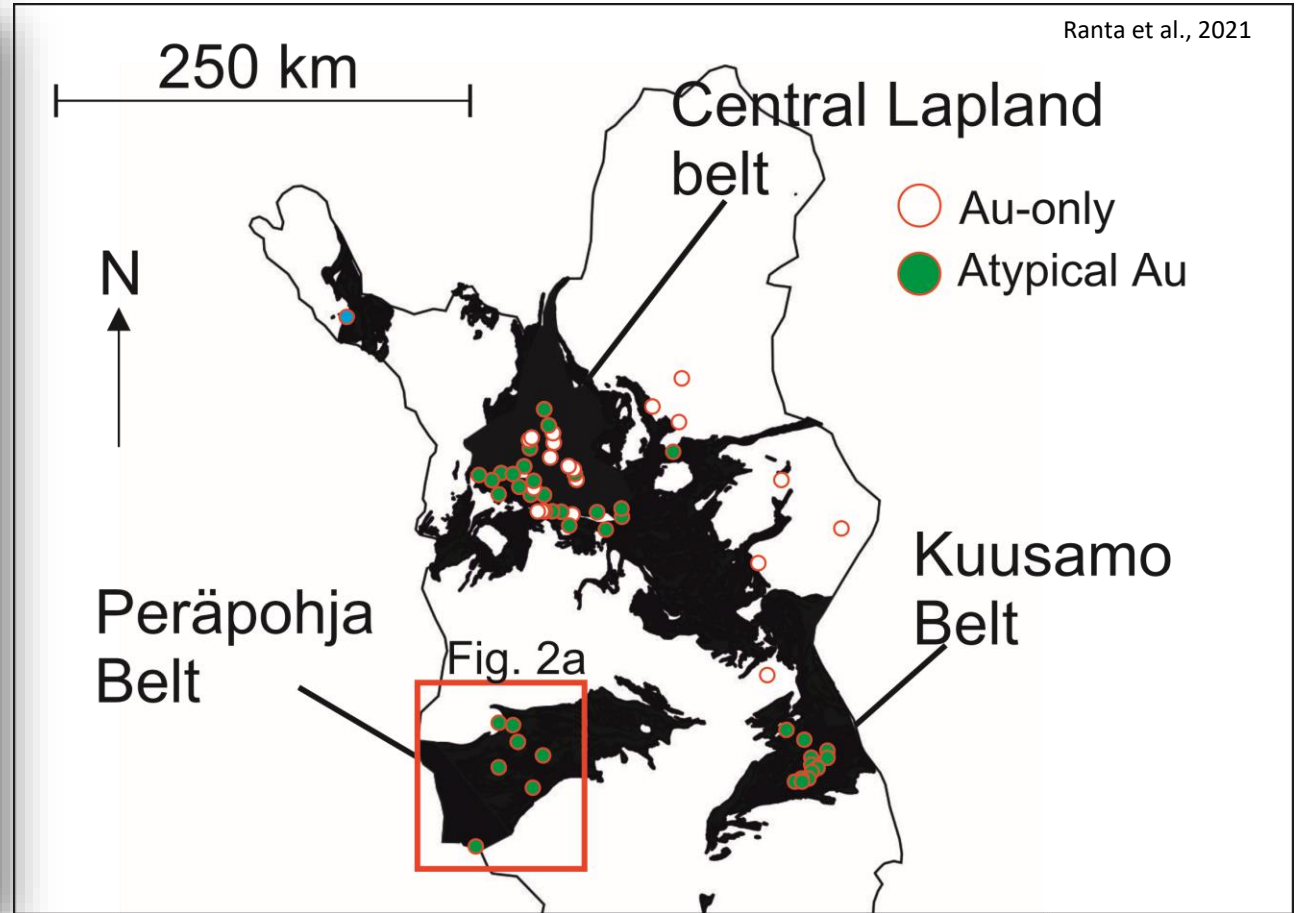 Ranta et al., 2021
250 km
Central Lapland
belt
Au-only
Atypical Au
N
Kuusamo
Belt
Peräpohja
Belt
Fig. 2a